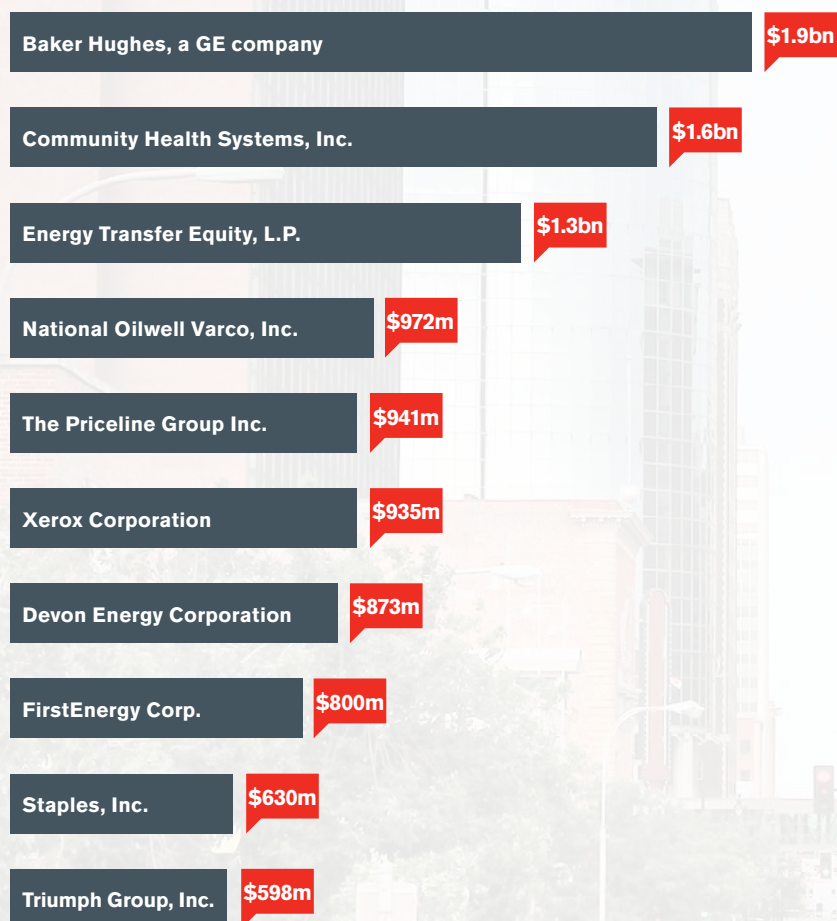 Baker Hughes, a GE company
$1.9bn
Community Health Systems, Inc.
$1.6bn
Energy Transfer Equity, L.P.
$1.3bn
National Oilwell Varco, Inc.
$972m
The Priceline Group Inc.
$941m
Xerox Corporation
$935m
Devon Energy Corporation
$873m
FirstEnergy Corp.
$800m
Staples, Inc.
$630m
Triumph Group, Inc.
$598m